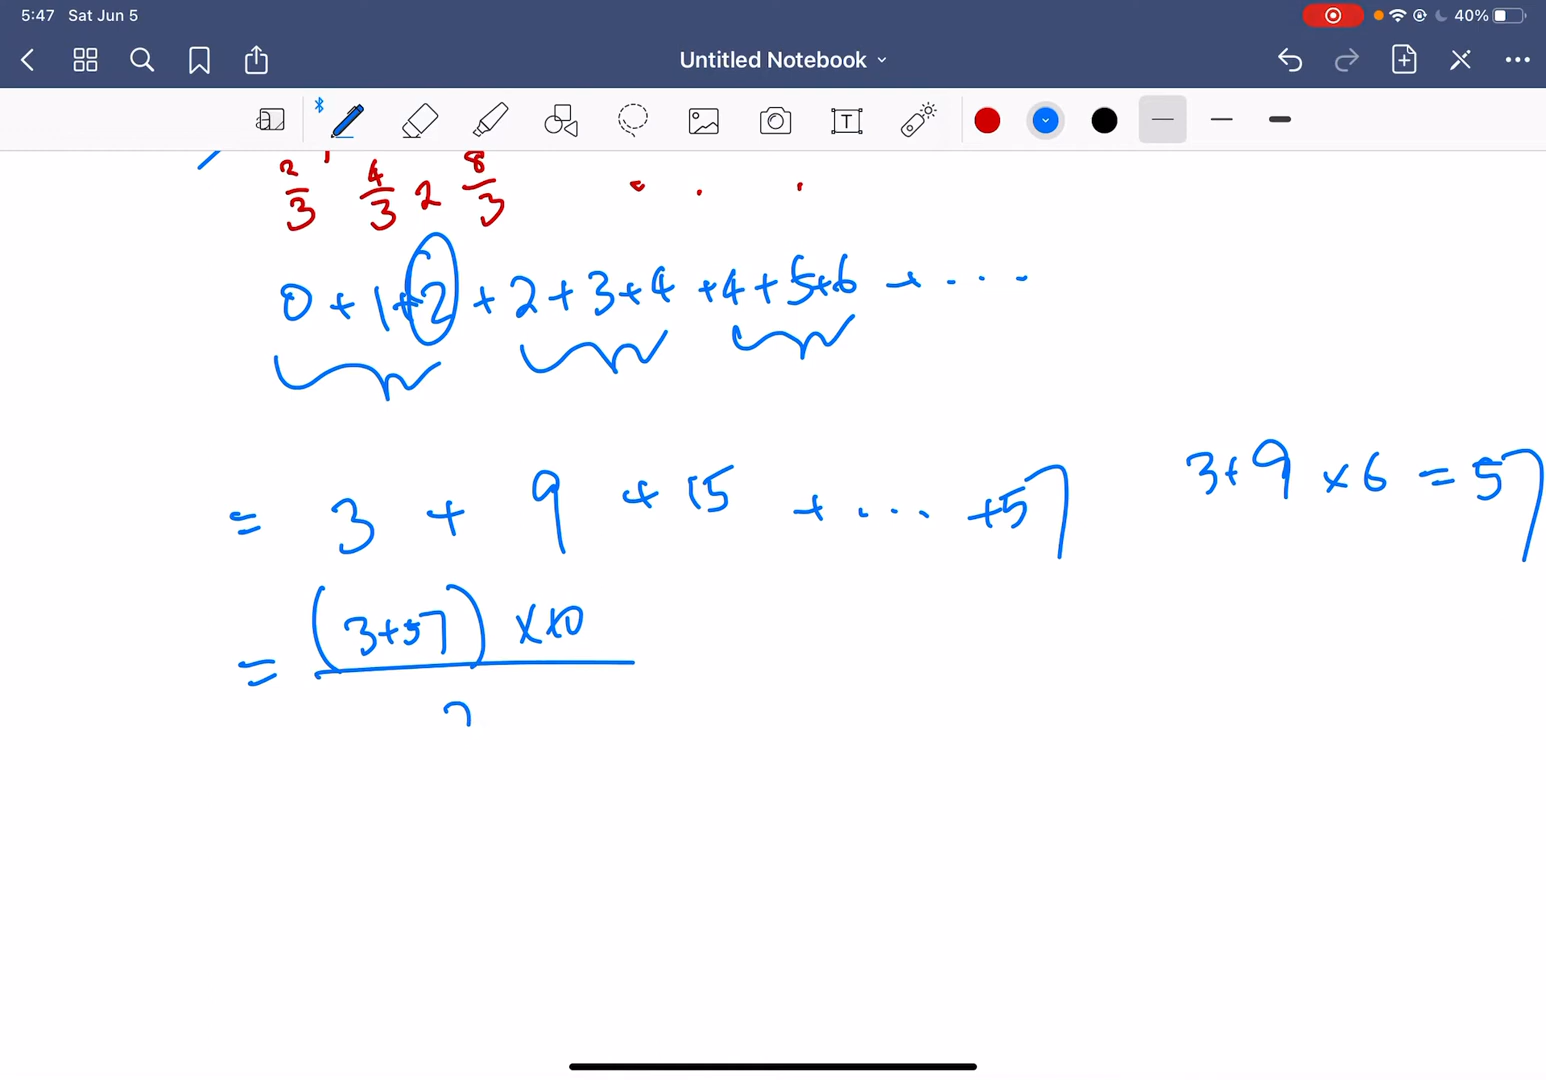 5:47 Sat Jun 5 40%
Untitled Notebook
T
2/3 4/3 2 8/3 . . .
0 + 1 + 2 + 2 + 3 + 4 + 4 + 5 + 6 + ...
= 3 + 9 + 15 + ... + 57
3 + 9 × 6 = 57
= (3+57) × 10
2